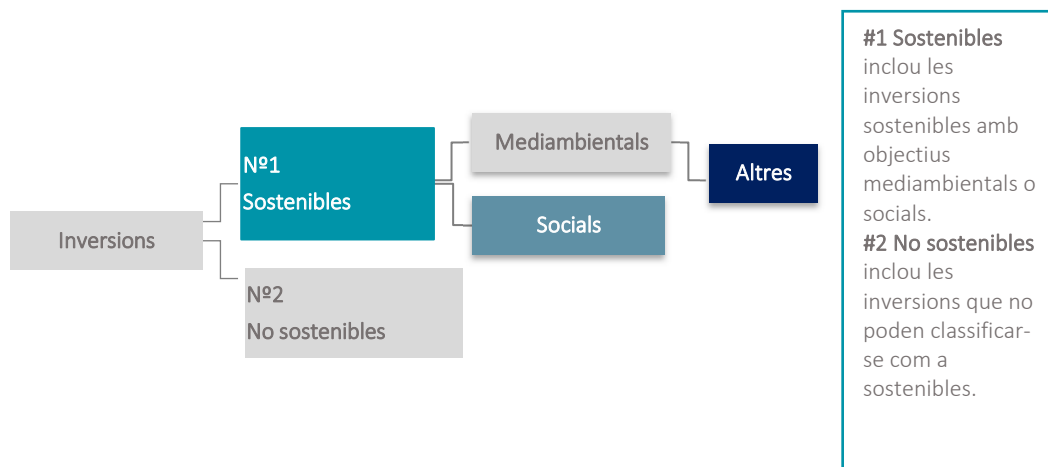 Inversions
Nº1
Sostenibles
Nº2
No sostenibles
Mediambientals
Socials
Altres
#1 Sostenibles
inclou les
inversions
sostenibles amb
objectius
mediambientals o
socials.
#2 No sostenibles
inclou les
inversions que no
poden classificar-
se com a
sostenibles.